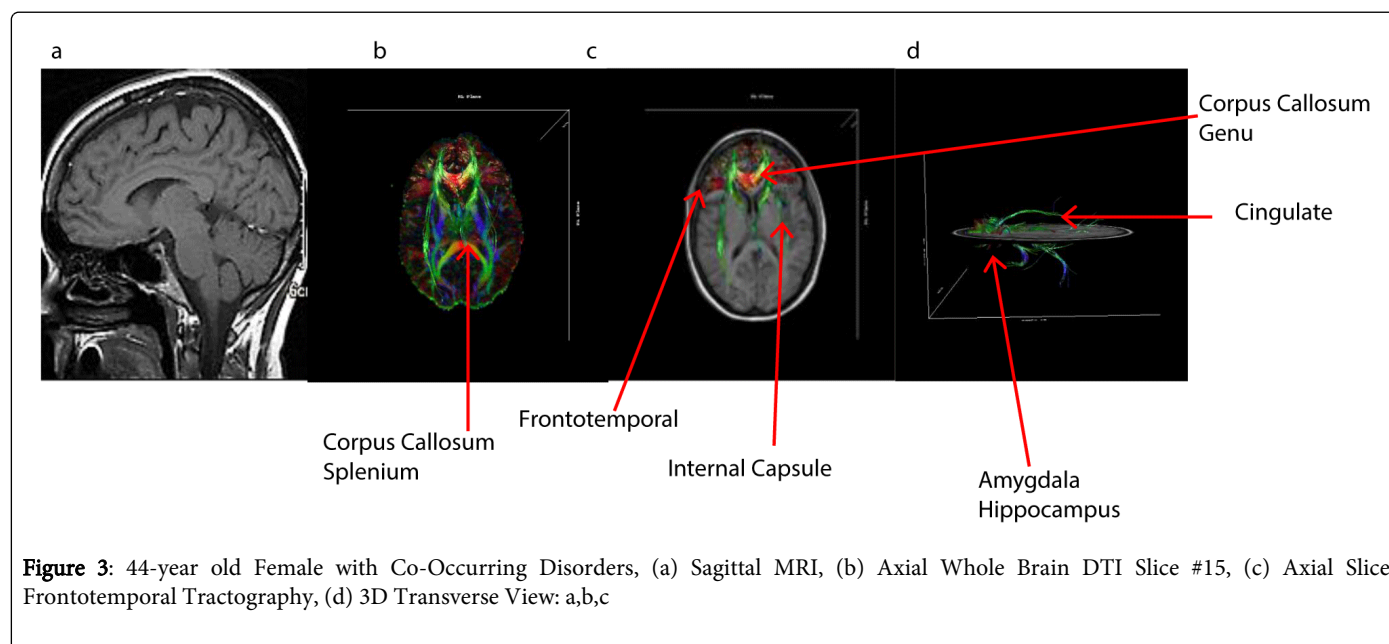 a
b
c
d
Corpus Callosum
Genu
Cingulate
Frontotemporal
Corpus Callosum
Splenium
Internal Capsule
Amygdala
Hippocampus
Figure 3: 44-year old Female with Co-Occurring Disorders, (a) Sagittal MRI, (b) Axial Whole Brain DTI Slice #15, (c) Axial Slice
Frontotemporal Tractography, (d) 3D Transverse View: a,b,c